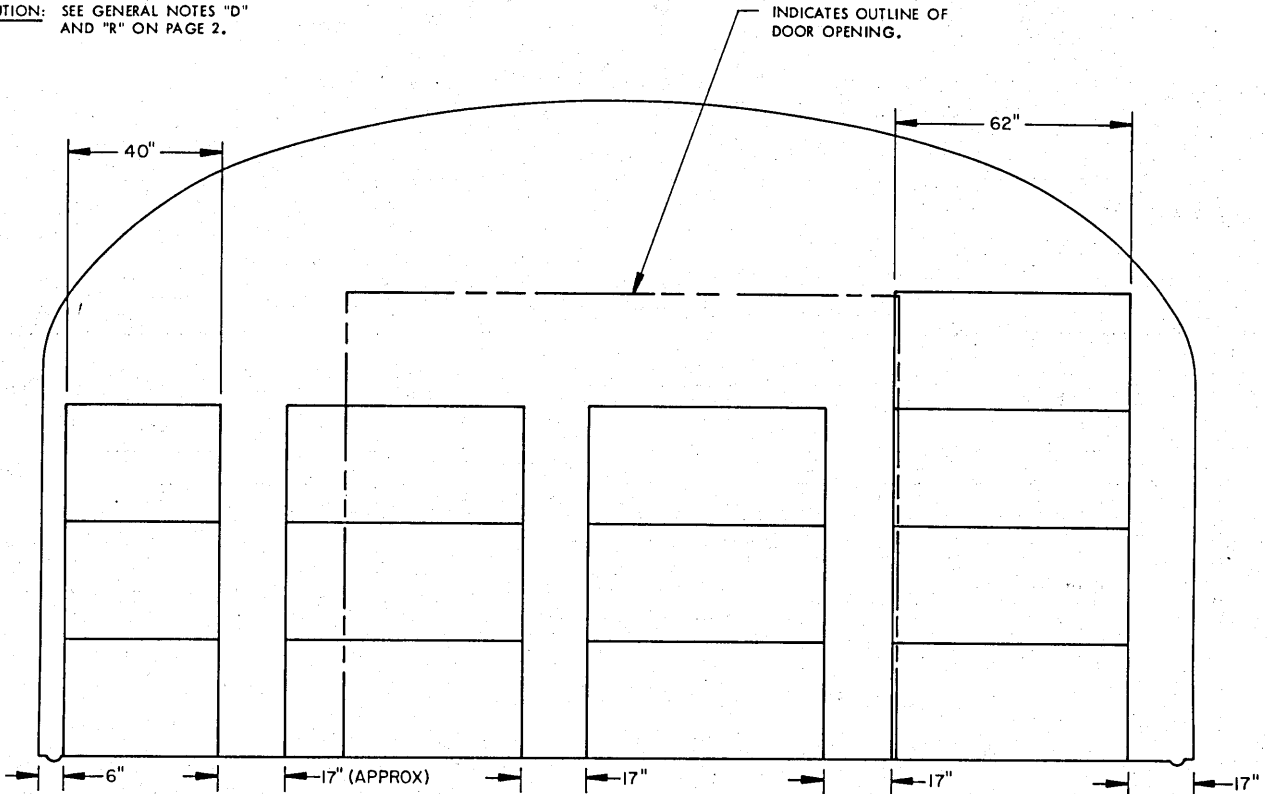 UTION: SEE GENERAL NOTES "D"
AND "R" ON PAGE 2.
INDICATES OUTLINE OF
DOOR OPENING.
40"
62"
6"
17" (APPROX)
17"
17"
17"